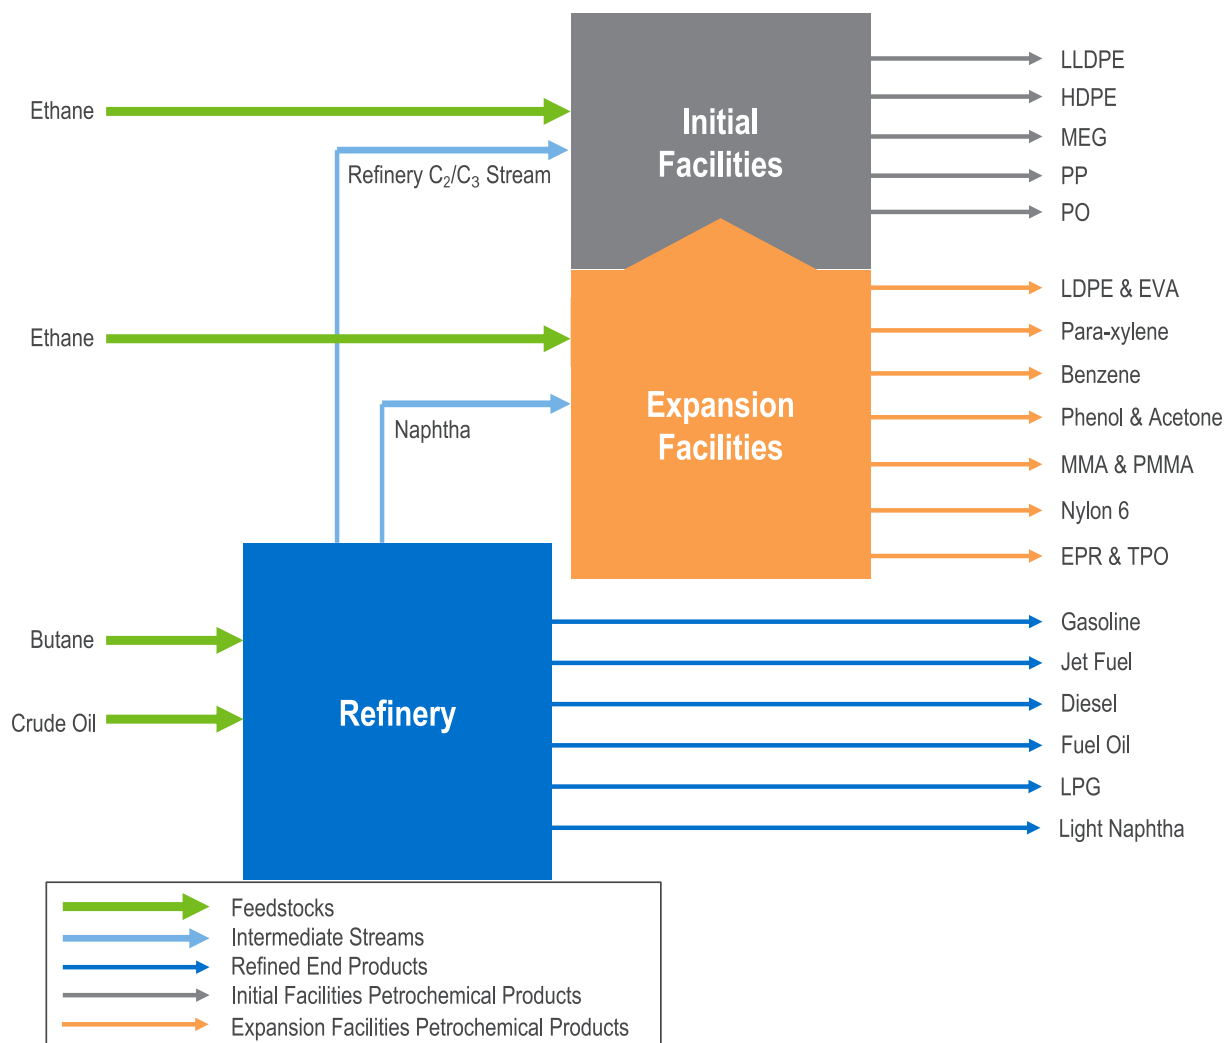 Ethane
Refinery C₂/C₃ Stream
Initial
Facilities
LLDPE
HDPE
MEG
PP
PO
Ethane
Naphtha
Expansion
Facilities
LDPE & EVA
Para-xylene
Benzene
Phenol & Acetone
MMA & PMMA
Nylon 6
EPR & TPO
Butane
Crude Oil
Refinery
Gasoline
Jet Fuel
Diesel
Fuel Oil
LPG
Light Naphtha
Feedstocks
Intermediate Streams
Refined End Products
Initial Facilities Petrochemical Products
Expansion Facilities Petrochemical Products